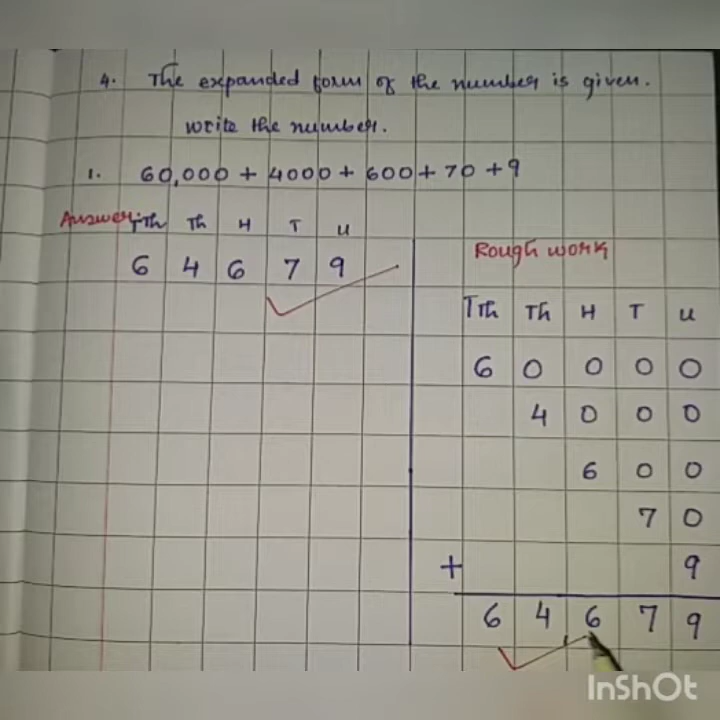 4. The expanded form of the number is given.
write the number.
1. 60,000 + 4000 + 600 + 70 + 9
Answer:- Tth Th H T U
6 4 6 7 9
Rough work
Tth Th H T U
6 0 0 0 0
4 0 0 0
6 0 0
7 0
+ 9
6 4, 6 7 9
InShOt